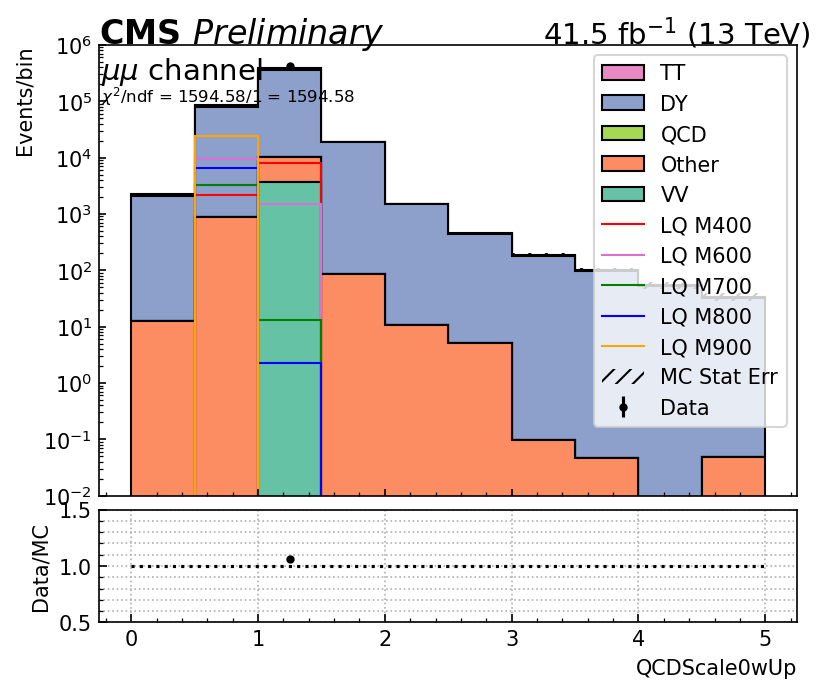 CMS Preliminary 41.5 fb⁻¹ (13 TeV)
μμ channel
χ²/ndf = 1594.58/1 = 1594.58
Events/bin
10⁶
10⁵
10⁴
10³
10²
10¹
10⁰
10⁻¹
10⁻²
TT
DY
QCD
Other
VV
LQ M400
LQ M600
LQ M700
LQ M800
LQ M900
MC Stat Err
Data
Data/MC
1.5
1.0
0.5
0 1 2 3 4 5
QCDScale0wUp